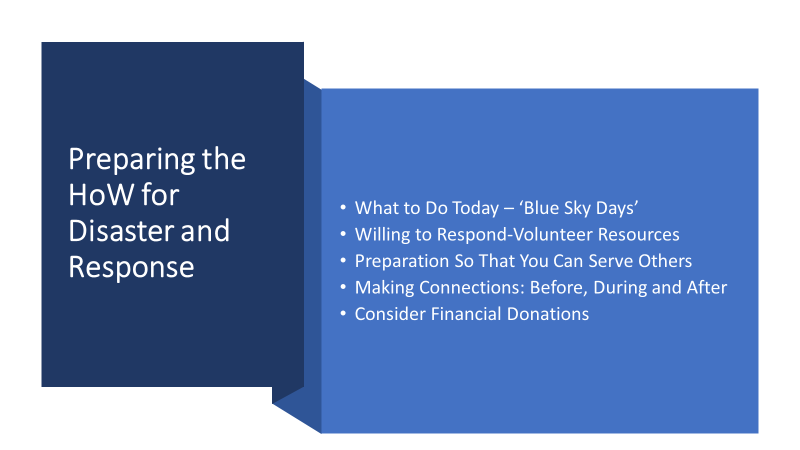 Preparing the
HoW for
Disaster and
Response
• What to Do Today – ‘Blue Sky Days’
• Willing to Respond-Volunteer Resources
• Preparation So That You Can Serve Others
• Making Connections: Before, During and After
• Consider Financial Donations